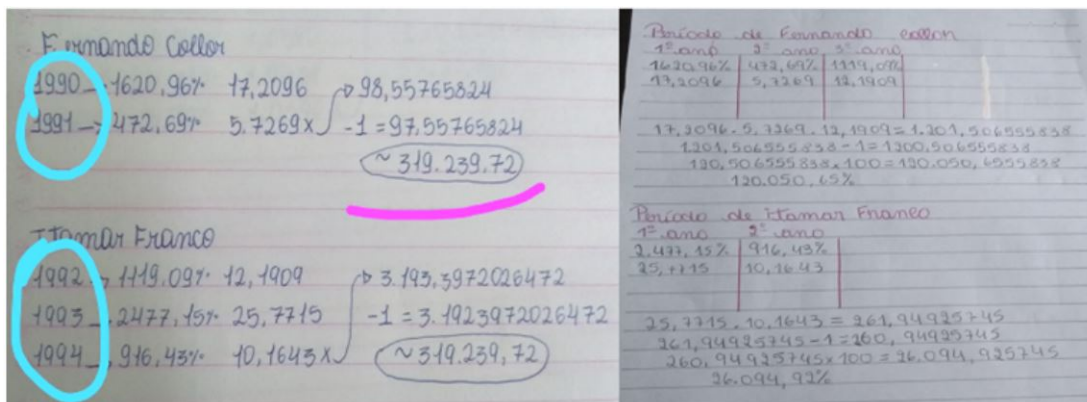 Fernando Collor
1990 → 1620,96% 17,2096 → 98,55765824
1991 → 472,69% 5,7269x -1 = 97,55765824
~ 319.239,72
Itamar Franco
1992 → 1119,09% 12,1909 → 3.193,3972026472
1993 → 2477,15% 25,7715 -1 = 3.1923972026472
1994 → 916,43% 10,1643x ~ 319.239,72
Período de Fernando collor
1º ano 2º ano 3º ano
1620,96% 472,69% 1119,09%
17,2096 5,7269 12,1909
17,2096 . 5,7269 . 12,1909 = 1.201,506555838
1.201,506555838 - 1 = 1200,506555838
120,506555838 x 100 = 120.050,6555838
120.050,65%
Período de itamar Franco
1º ano 2º ano
2.477,15% 916,43%
25,7715 10,1643
25,7715 . 10,1643 = 261,94925745
261,94925745 - 1 = 260,94925745
260,94925745 x 100 = 26.094,925745
26.094,92%